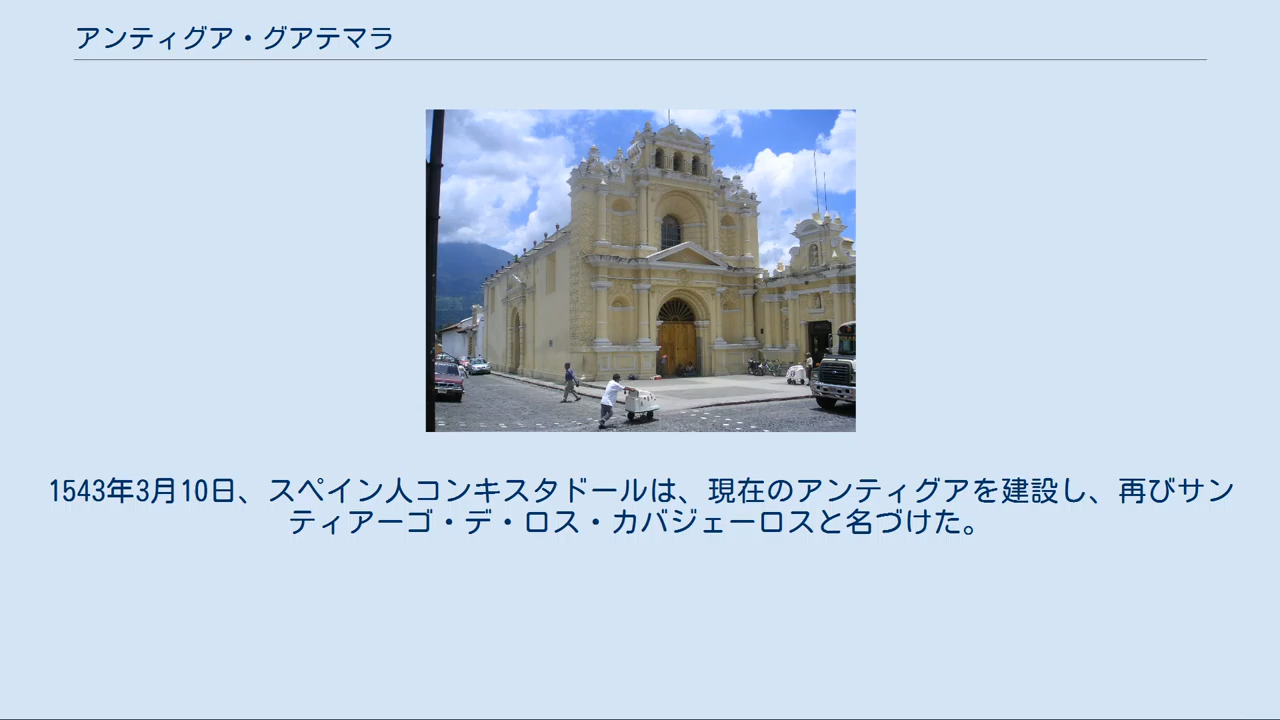 アンティグア・グアテマラ
1543年3月10日、スペイン人コンキスタドールは、現在のアンティグアを建設し、再びサン
ティアーゴ・デ・ロス・カバジェーロスと名づけた。